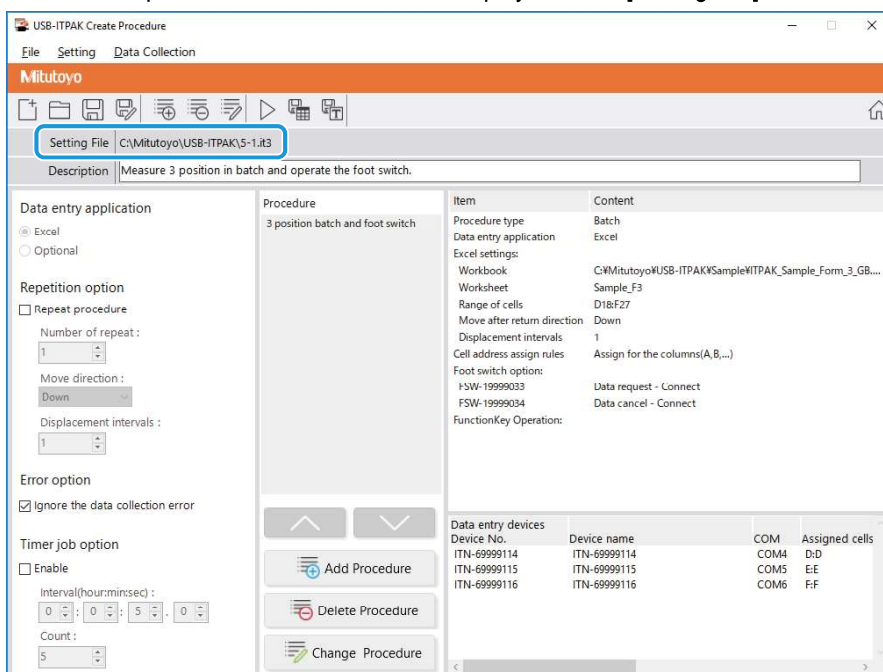 USB-ITPAK Create Procedure
File Setting Data Collection
Mitutoyo
Setting File C:\Mitutoyo\USB-ITPAK\5-1.it3
Description Measure 3 position in batch and operate the foot switch.
Data entry application
Excel
Optional
Repetition option
Repeat procedure
Number of repeat :
1
Move direction :
Down
Displacement intervals :
1
Error option
Ignore the data collection error
Timer job option
Enable
Interval(hour:min:sec) :
0 : 0 : 5 . 0
Count :
5
Procedure
3 position batch and foot switch
Add Procedure
Delete Procedure
Change Procedure
Item Content
Procedure type Batch
Data entry application Excel
Excel settings:
Workbook C:¥Mitutoyo¥USB-ITPAK¥Sample¥ITPAK_Sample_Form_3_GB....
Worksheet Sample_F3
Range of cells D18:F27
Move after return direction Down
Displacement intervals 1
Cell address assign rules Assign for the columns(A,B,...)
Foot switch option:
FSW-19999033 Data request - Connect
FSW-19999034 Data cancel - Connect
FunctionKey Operation:
Data entry devices
Device No. Device name COM Assigned cells
ITN-69999114 ITN-69999114 COM4 D:D
ITN-69999115 ITN-69999115 COM5 E:E
ITN-69999116 ITN-69999116 COM6 F:F